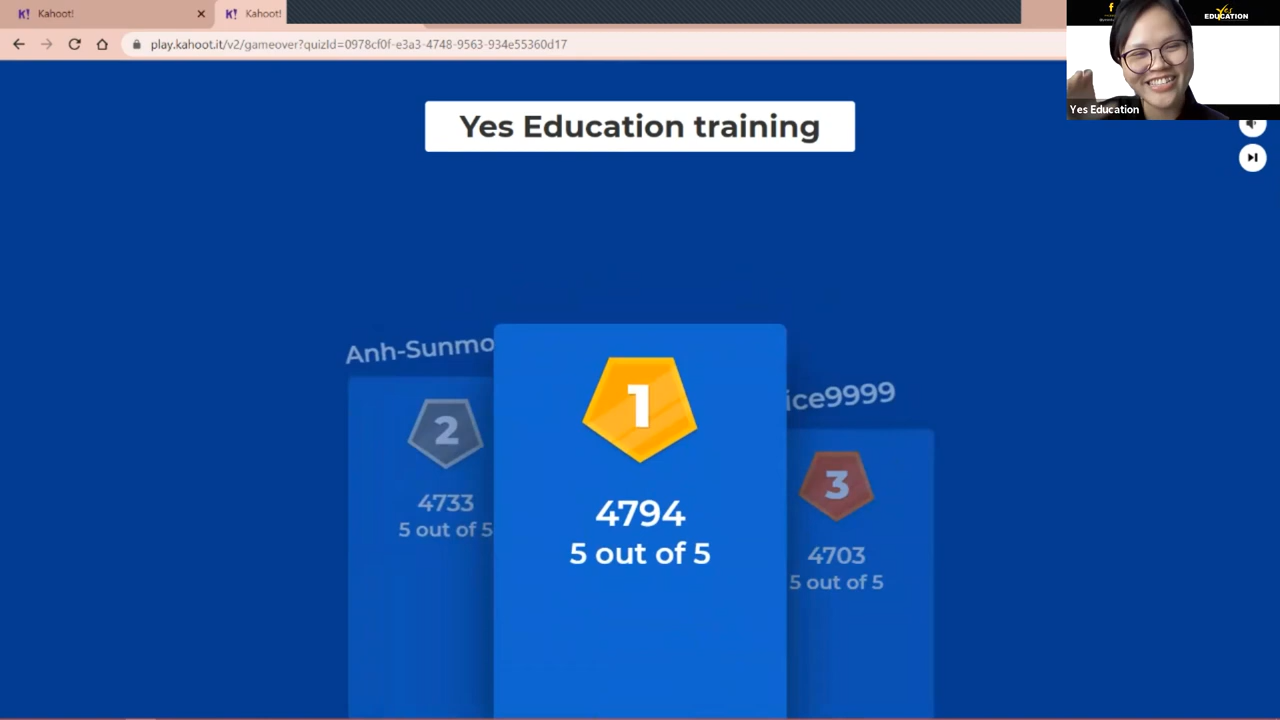 Kahoot!
Kahoot!
play.kahoot.it/v2/gameover?quizId=0978cf0f-e3a3-4748-9563-934e55360d17
Yes EDUCATION
Yes Education
Yes Education training
Anh-Sunmo
ice9999
1
2
3
4794
5 out of 5
4733
5 out of 5
4703
5 out of 5